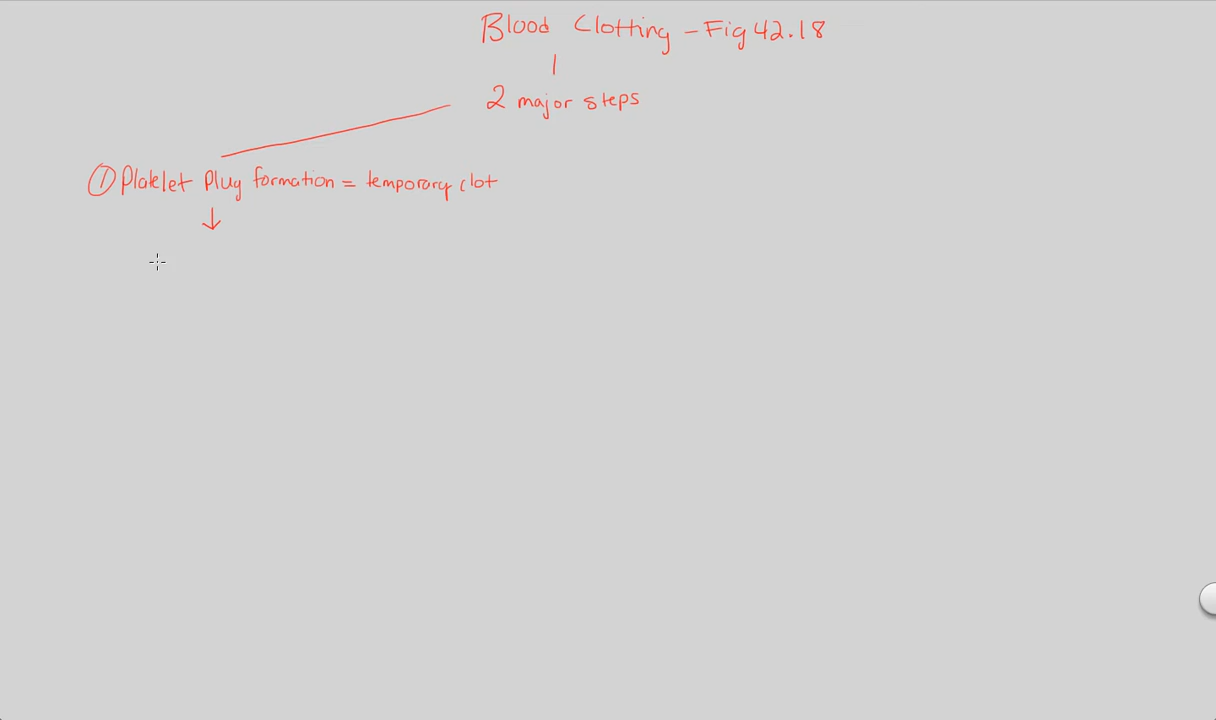 Blood Clotting - Fig 42.18
2 major steps
① Platelet Plug formation = temporary clot